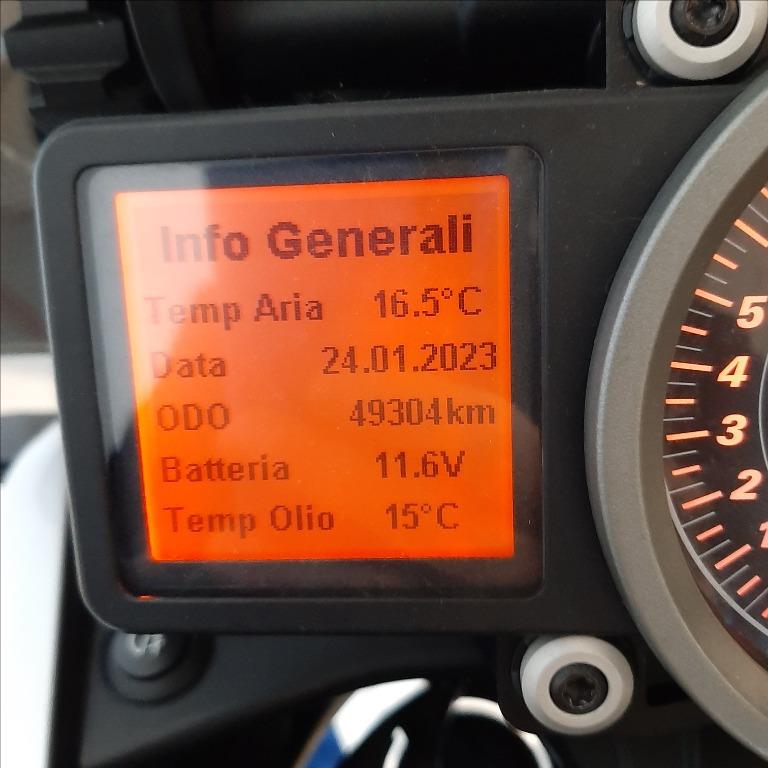 Info Generali
Temp Aria 16.5°C
Data 24.01.2023
ODO 49304km
Batteria 11.6V
Temp Olio 15°C
5
4
3
2
1